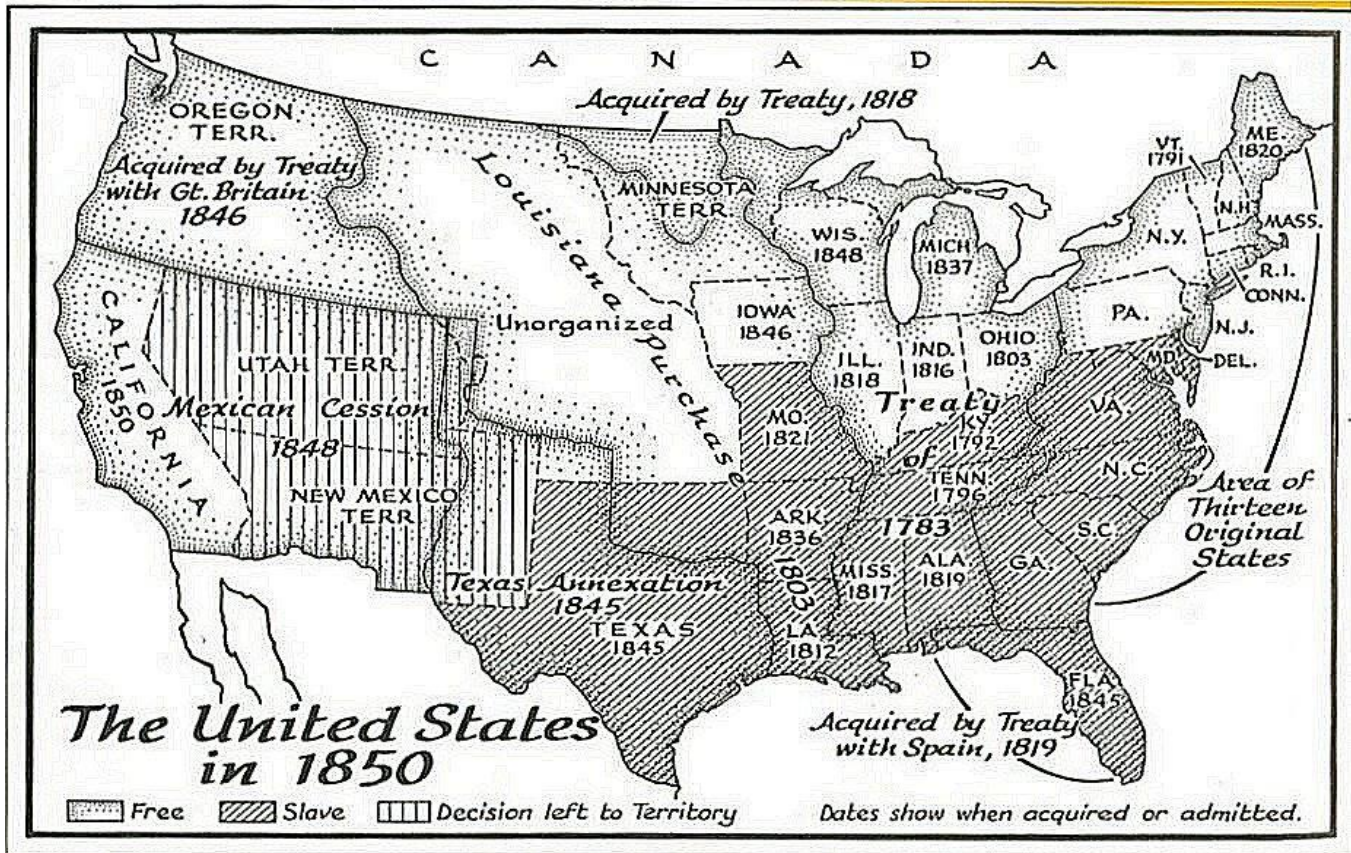 CANADA
Acquired by Treaty, 1818
OREGON
TERR.
Acquired by Treaty
with Gt. Britain
1846
Louisiana purchase
MINNESOTA
TERR.
WIS.
1848
MICH
1837
VT.
1791
ME.
1820
N.H.
MASS.
N.Y.
R.I.
CONN.
CALIFORNIA
1850
Unorganized
IOWA
1846
ILL.
1818
IND.
1816
OHIO
1803
PA.
N.J.
MD.
DEL.
UTAH TERR.
Mexican Cession
1848
NEW MEXICO
TERR.
MO.
1821
Treaty
of
1783
KY.
1792
VA.
TENN.
1796
N.C.
Area of
Thirteen
Original
States
ARK.
1836
1803
S.C.
MISS.
1817
ALA.
1819
GA.
Texas Annexation
1845
TEXAS
1845
LA.
1812
FLA.
1845
Acquired by Treaty
with Spain, 1819
The United States
in 1850
Free Slave Decision left to Territory Dates show when acquired or admitted.